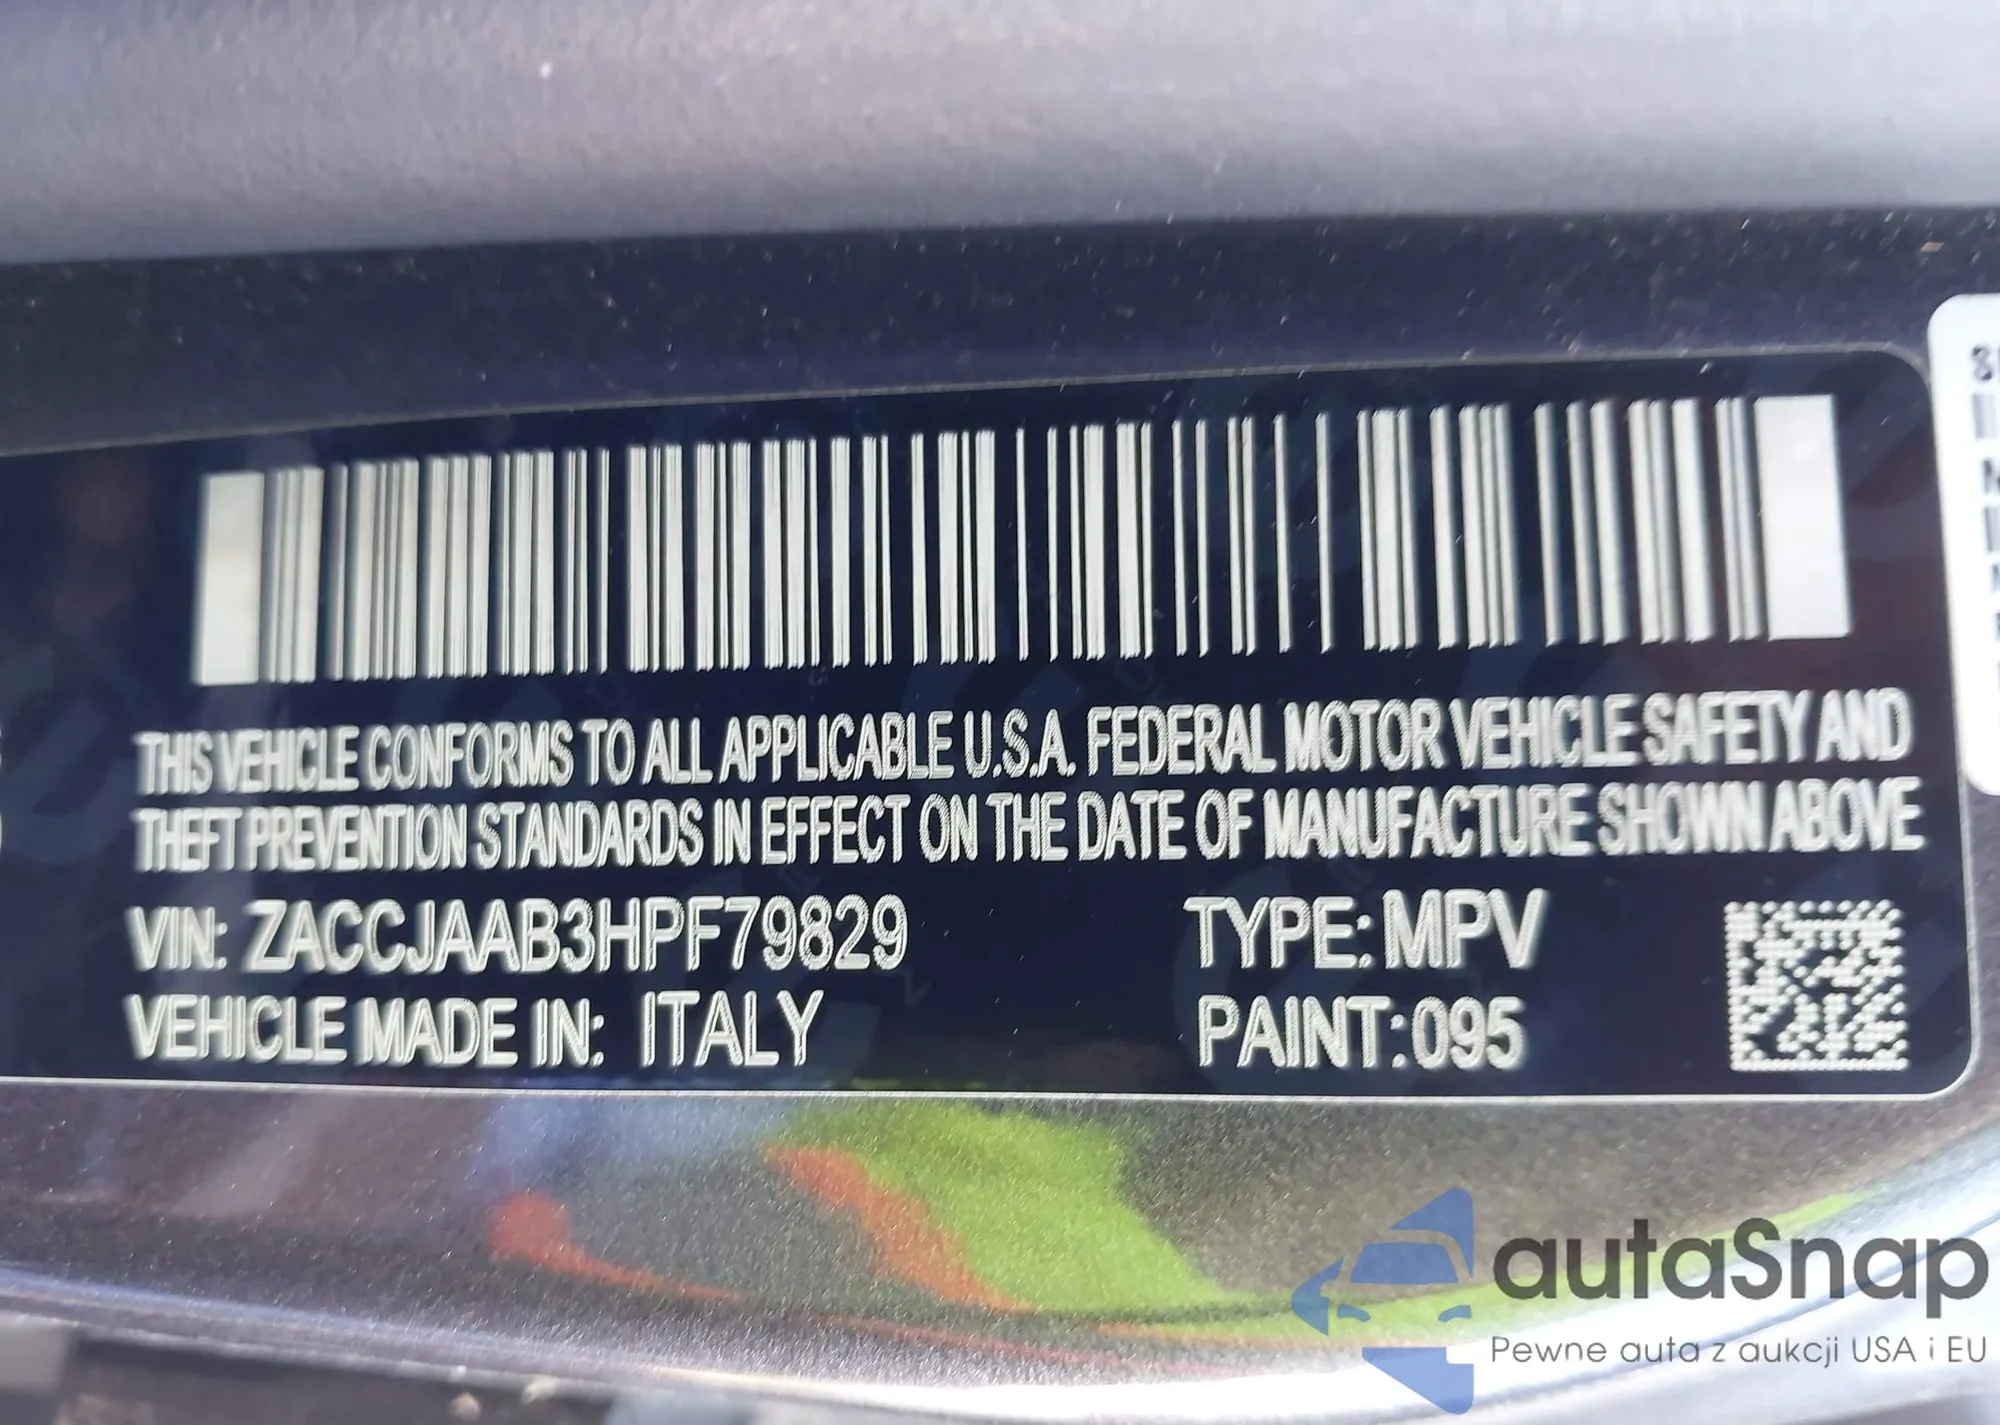 THIS VEHICLE CONFORMS TO ALL APPLICABLE U.S.A. FEDERAL MOTOR VEHICLE SAFETY AND
THEFT PREVENTION STANDARDS IN EFFECT ON THE DATE OF MANUFACTURE SHOWN ABOVE
VIN: ZACCJAAB3HPF79829 TYPE: MPV
VEHICLE MADE IN: ITALY PAINT: 095
autaSnap
Pewne auta z aukcji USA i EU